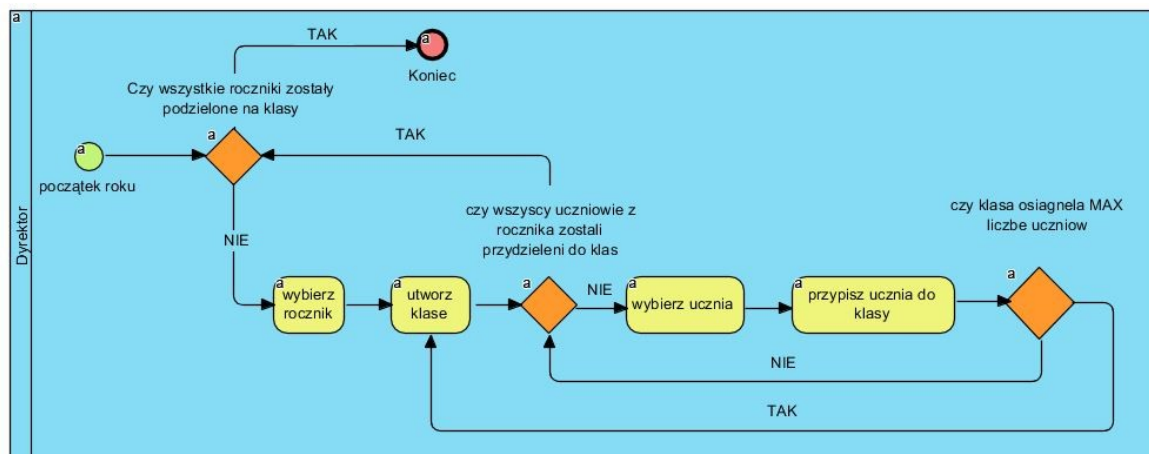 a
TAK
a
Koniec
Czy wszystkie roczniki zostały
podzielone na klasy
a
a
TAK
początek roku
Dyrektor
NIE
czy wszyscy uczniowie z
rocznika zostali
przydzieleni do klas
czy klasa osiagnela MAX
liczbe uczniow
a
wybierz
rocznik
a
utworz
klase
a
NIE
a
wybierz ucznia
a
przypisz ucznia do
klasy
a
NIE
TAK